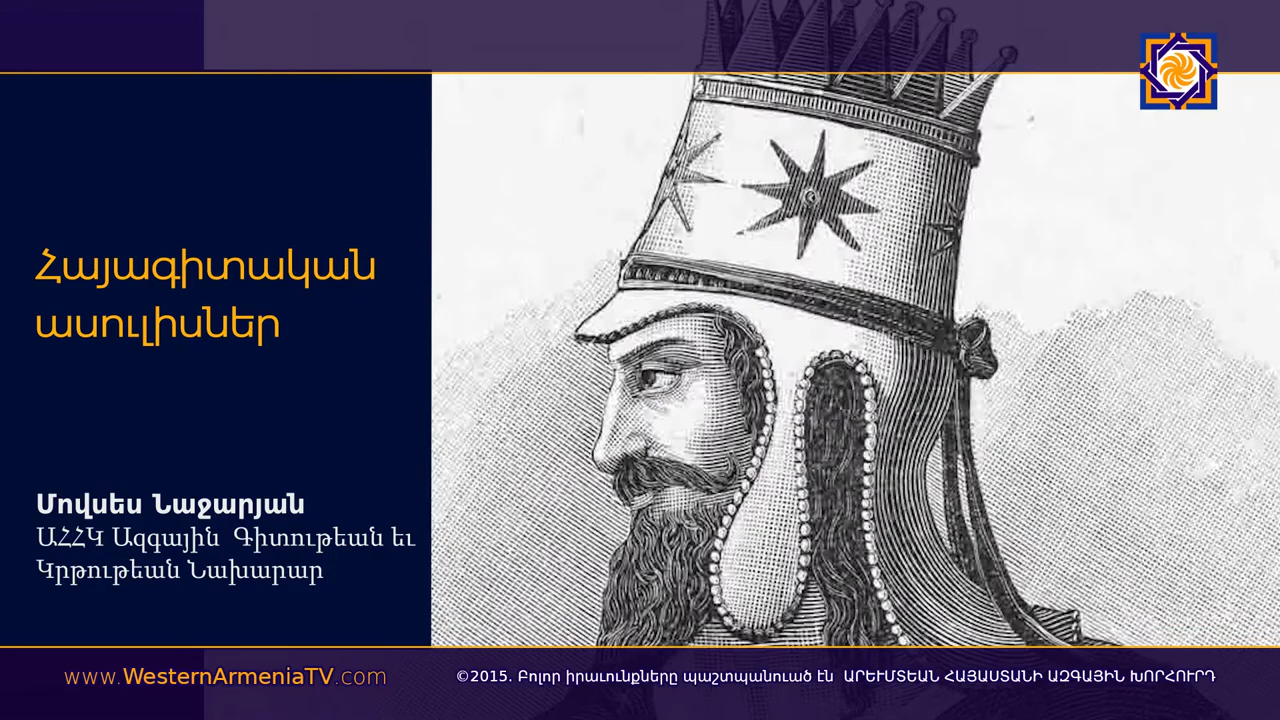 Հայագիտական
ասուլիսներ
Մովսես Նաջարյան
ԱՀՀԿ Ազգային Գիտութեան եւ
Կրթութեան Նախարար
www.WesternArmeniaTV.com
©2015. Բոլոր իրաւունքները պաշտպանուած են ԱՐԵՒՄՏԵԱՆ ՀԱՅԱՍՏԱՆԻ ԱԶԳԱՅԻՆ ԽՈՐՀՈՒՐԴ